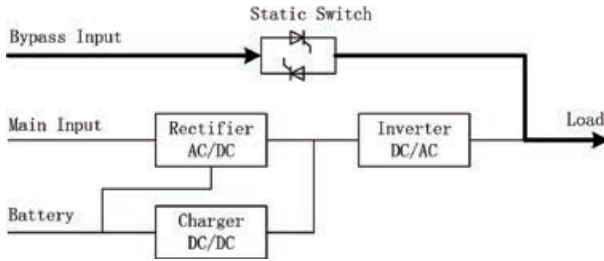 Static Switch
Bypass Input
Main Input
Rectifier
AC/DC
Inverter
DC/AC
Load
Battery
Charger
DC/DC